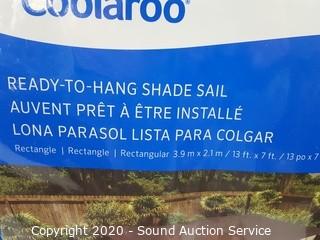 Coolaroo
READY-TO-HANG SHADE SAIL
AUVENT PRÊT À ÊTRE INSTALLÉ
LONA PARASOL LISTA PARA COLGAR
Rectangle | Rectangle | Rectangular 3.9 m x 2.1 m / 13 ft. x 7 ft. / 13 po x 7
Copyright 2020 - Sound Auction Service